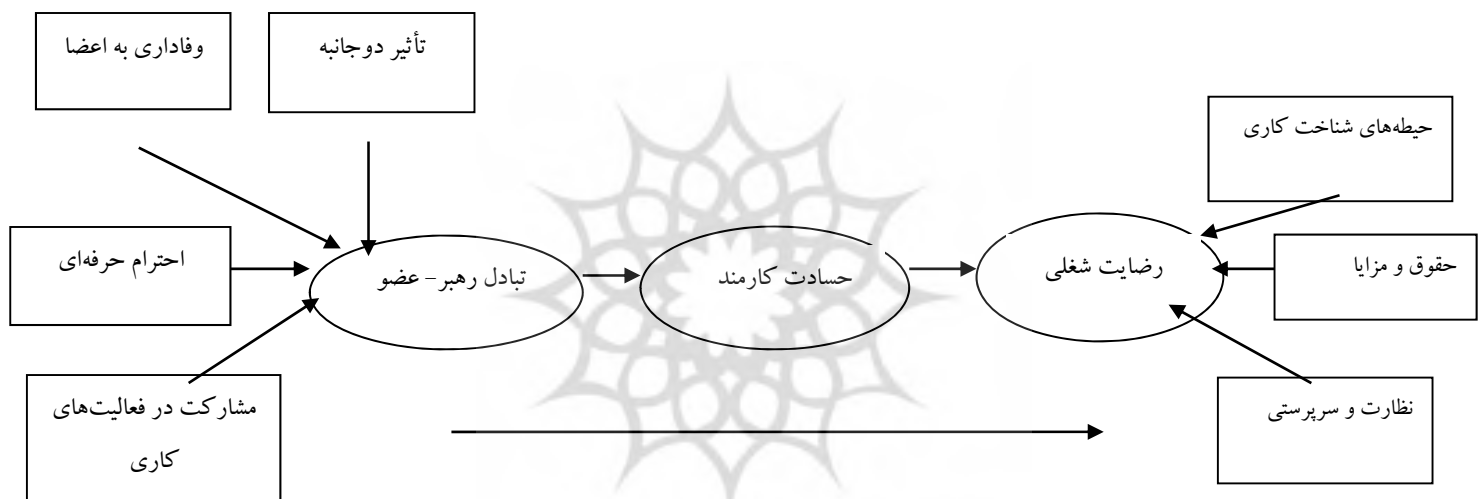 وفاداری به اعضا
تأثیر دوجانبه
حیطه‌های شناخت کاری
احترام حرفه‌ای
تبادل رهبر– عضو
حسادت کارمند
رضایت شغلی
حقوق و مزایا
مشارکت در فعالیت‌های
کاری
نظارت و سرپرستی